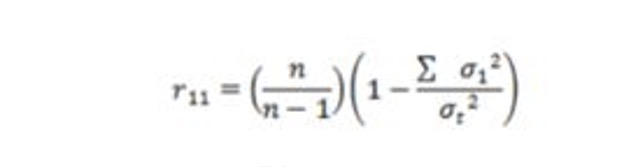 r₁₁ = (n / (n − 1)) (1 − Σ σ₁² / σₜ²)